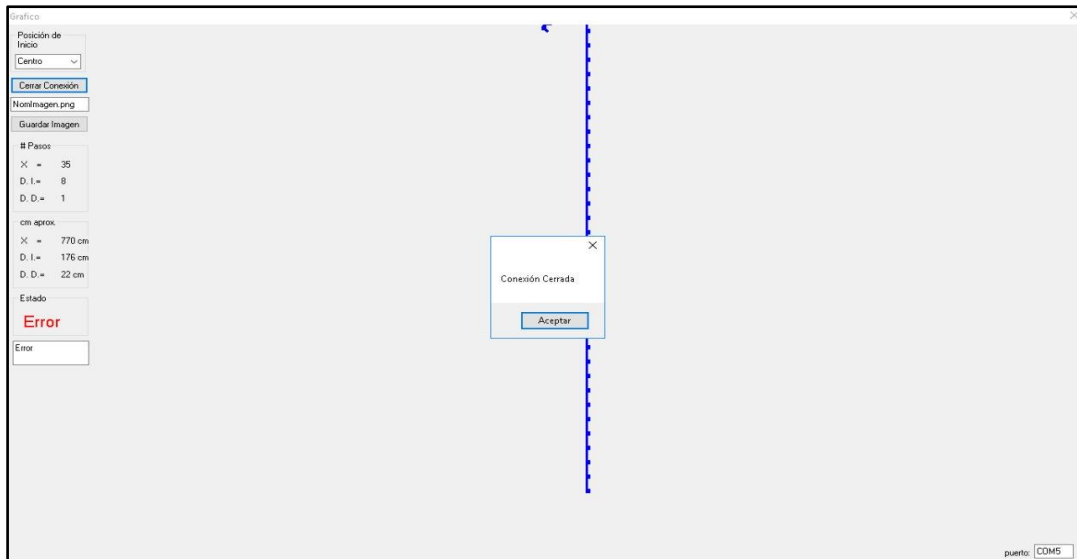 Grafico
Posición de
Inicio
Centro
Cerrar Conexión
NomImagen.png
Guardar Imagen
# Pasos
X = 35
D. I.= 8
D. D.= 1
cm aprox.
X = 770 cm
D. I.= 176 cm
D. D.= 22 cm
Estado
Error
Error
Conexión Cerrada
Aceptar
puerto: COM5